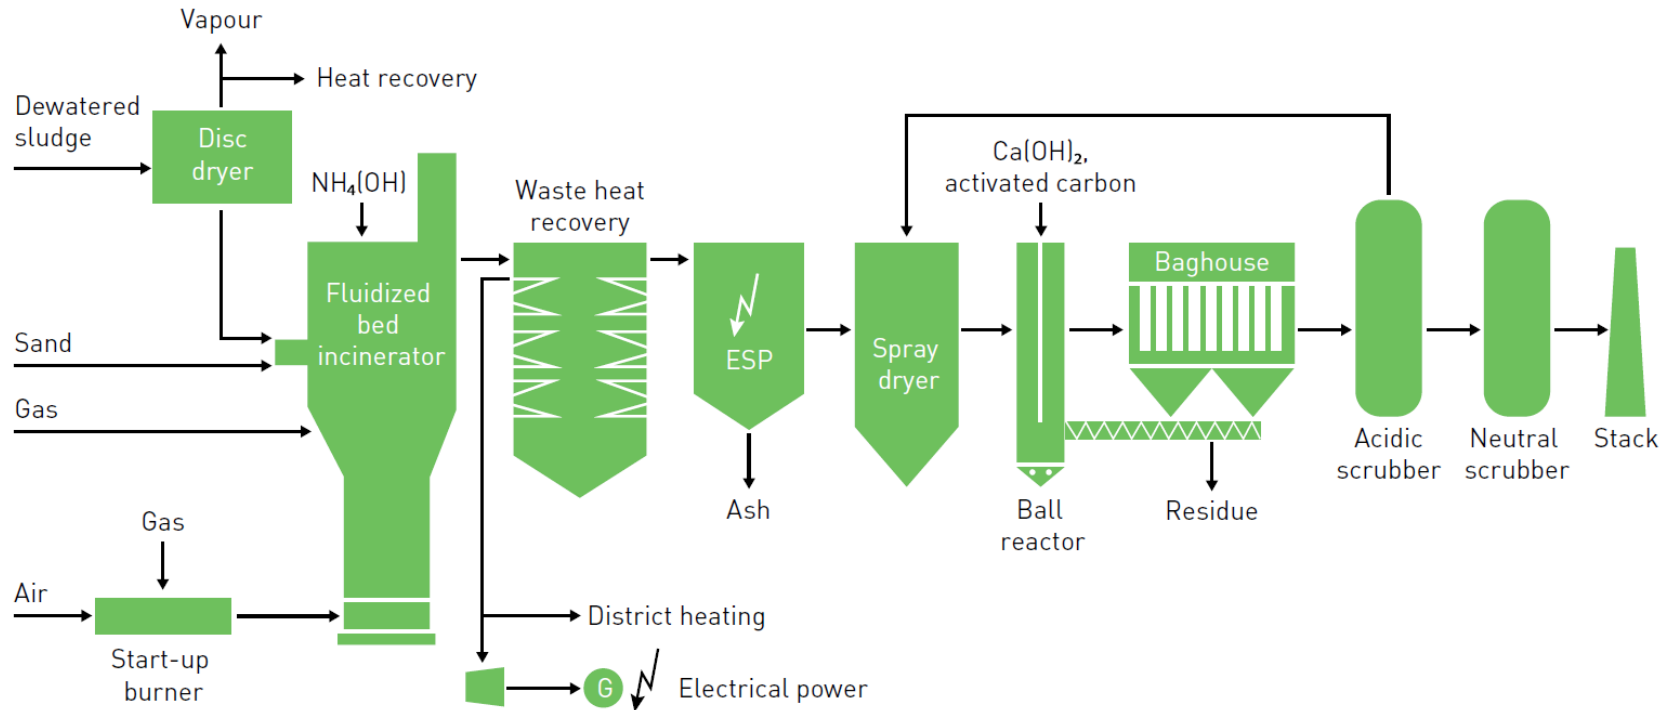 Vapour
Heat recovery
Dewatered
sludge
Disc
dryer
NH₄(OH)
Waste heat
recovery
Ca(OH)₂,
activated carbon
Fluidized
bed
incinerator
Sand
Gas
ESP
Spray
dryer
Baghouse
Acidic
scrubber
Neutral
scrubber
Stack
Ash
Ball
reactor
Residue
Gas
Air
Start-up
burner
District heating
G
Electrical power